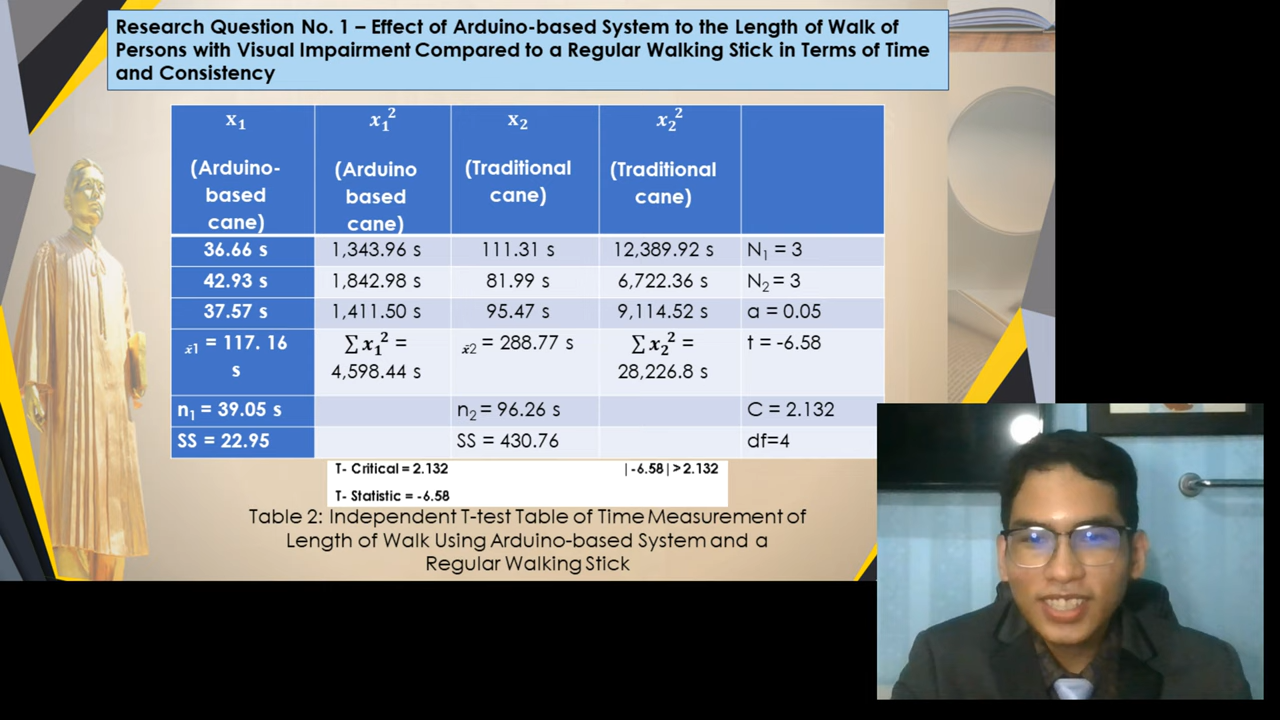 Research Question No. 1 – Effect of Arduino-based System to the Length of Walk of
Persons with Visual Impairment Compared to a Regular Walking Stick in Terms of Time
and Consistency
x₁ (Arduino-based cane) x₁² (Arduino based cane) x₂ (Traditional cane) x₂² (Traditional cane)
36.66 s 1,343.96 s 111.31 s 12,389.92 s N₁ = 3
42.93 s 1,842.98 s 81.99 s 6,722.36 s N₂ = 3
37.57 s 1,411.50 s 95.47 s 9,114.52 s α = 0.05
x̄1 = 117. 16 s ∑x₁² = 4,598.44 s x̄2 = 288.77 s ∑x₂² = 28,226.8 s t = -6.58
n₁ = 39.05 s n₂ = 96.26 s C = 2.132
SS = 22.95 SS = 430.76 df=4
T- Critical = 2.132 |-6.58| > 2.132
T- Statistic = -6.58
Table 2: Independent T-test Table of Time Measurement of
Length of Walk Using Arduino-based System and a
Regular Walking Stick